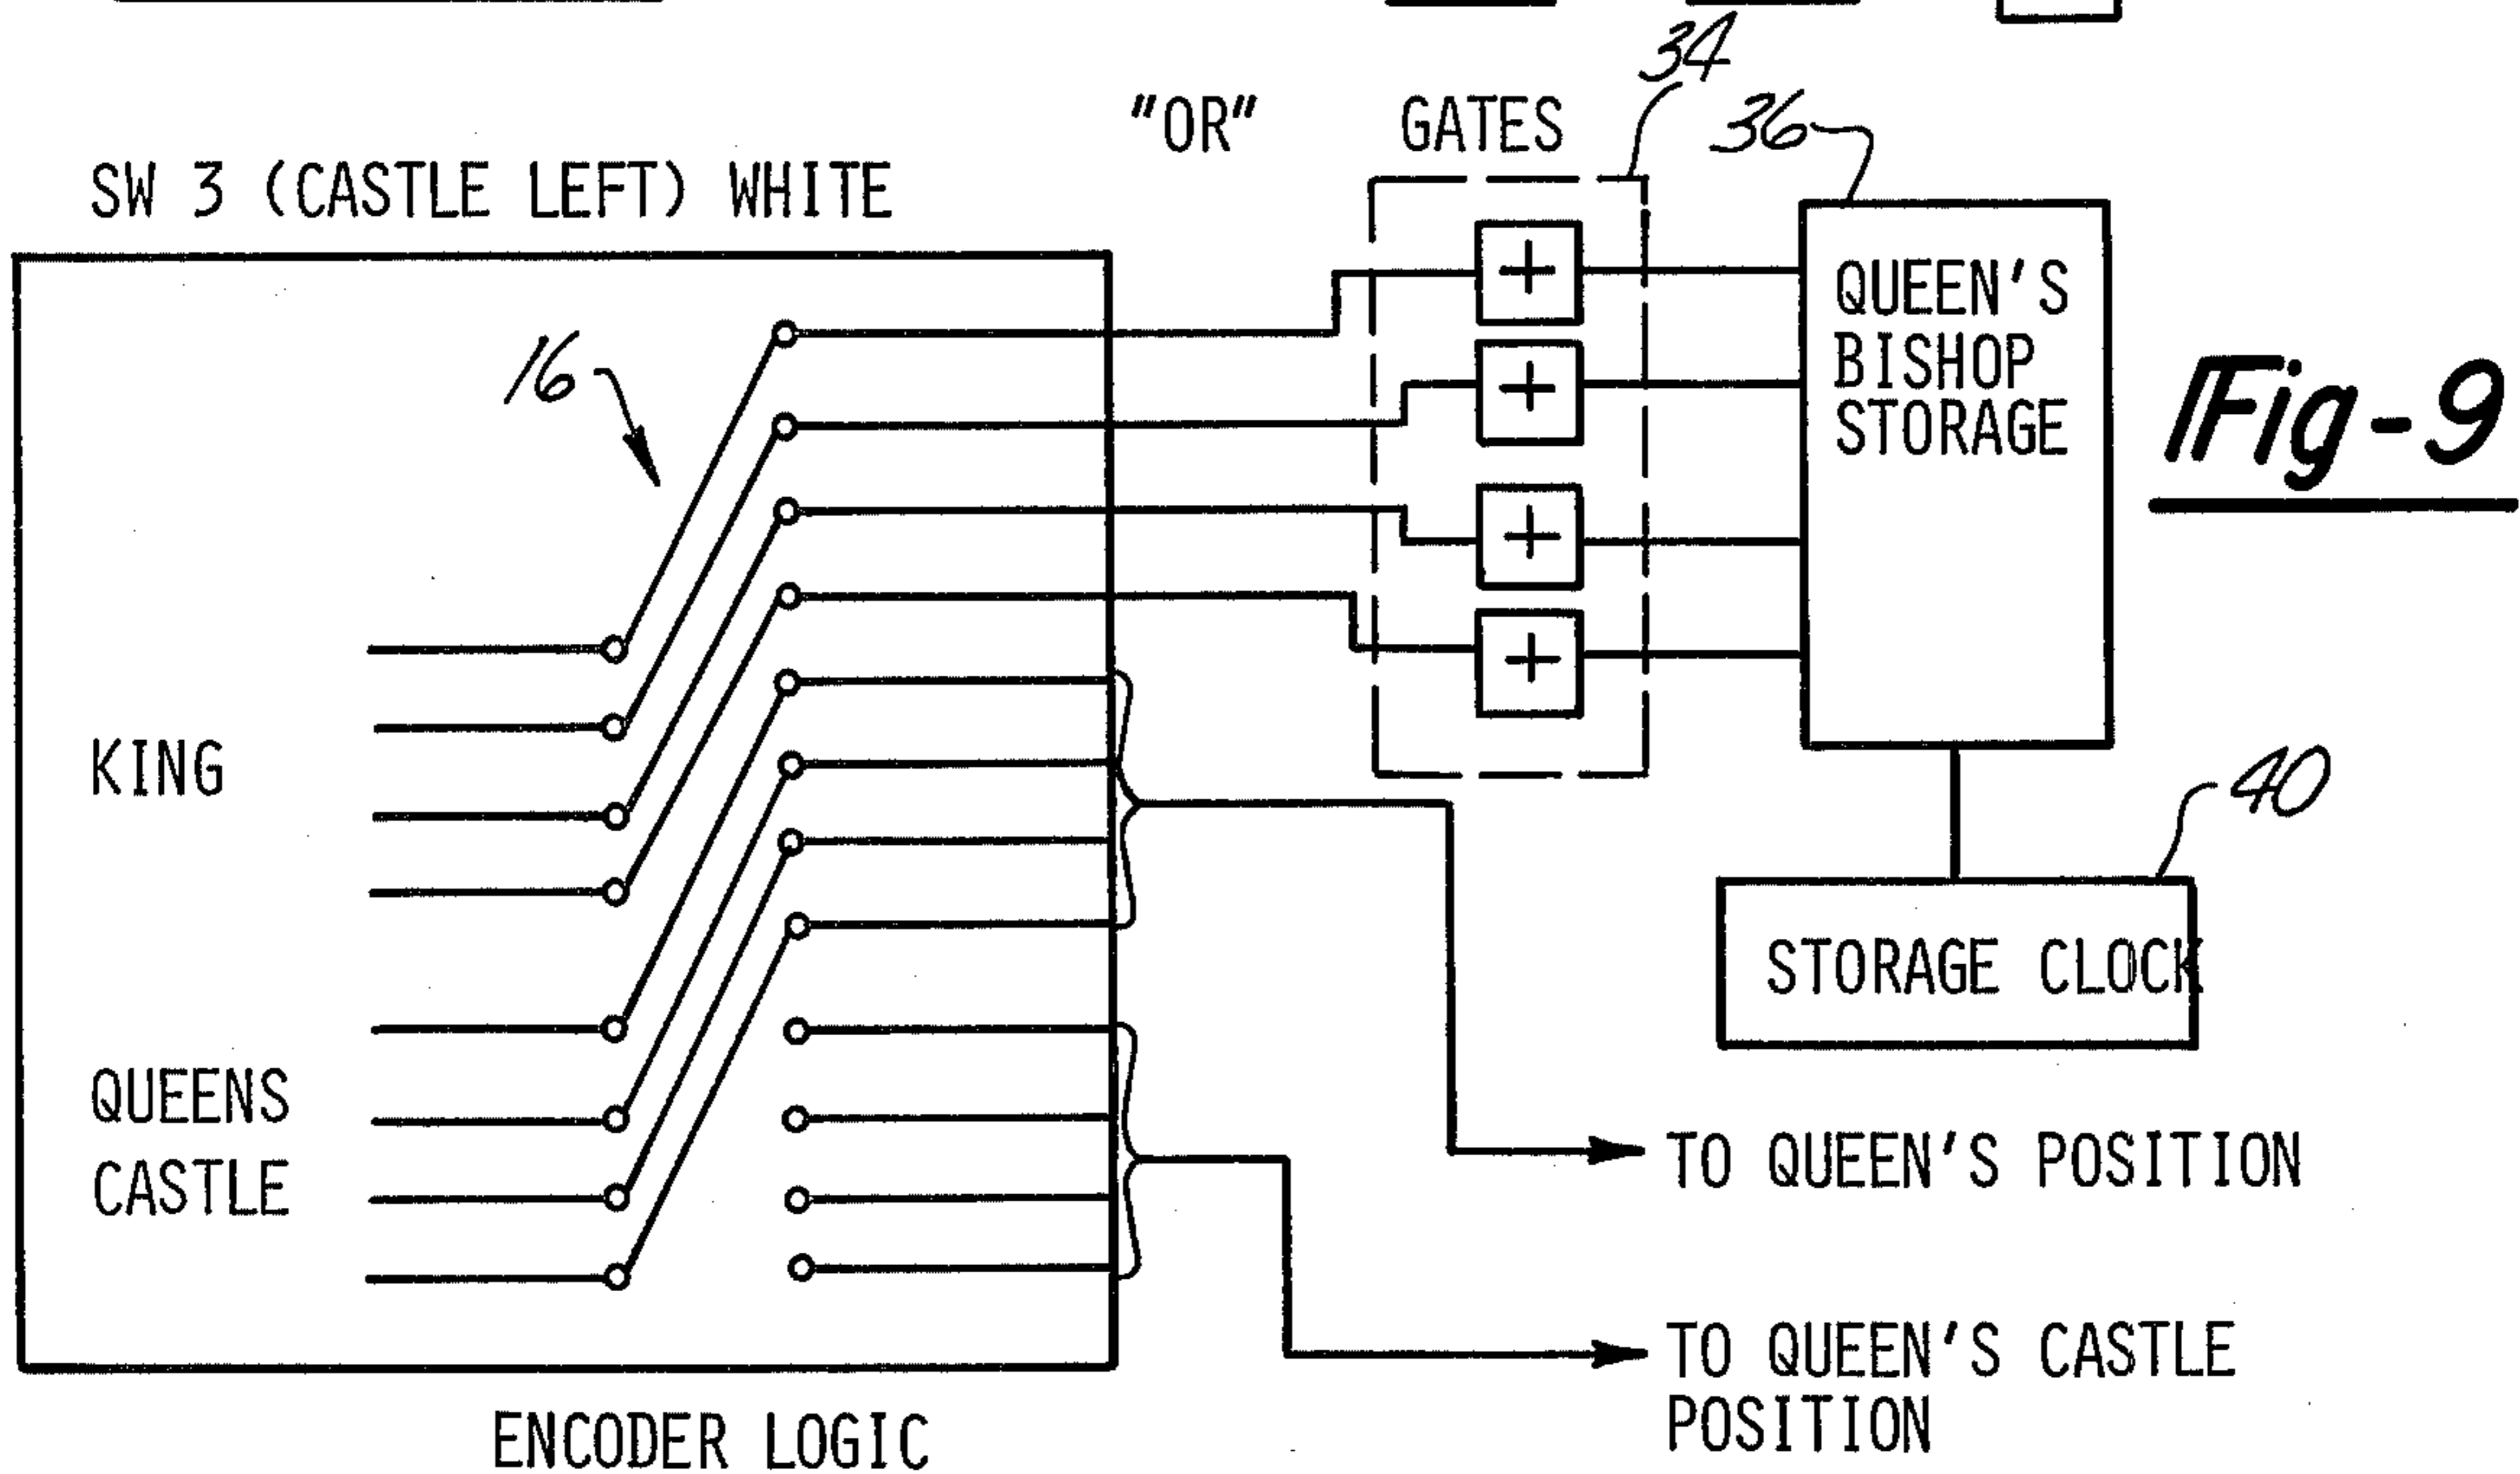 34
"OR" GATES
36
SW 3 (CASTLE LEFT) WHITE
+
QUEEN'S
BISHOP
STORAGE
16
+
Fig-9
+
+
KING
40
STORAGE CLOCK
QUEENS
CASTLE
TO QUEEN'S POSITION
TO QUEEN'S CASTLE
POSITION
ENCODER LOGIC